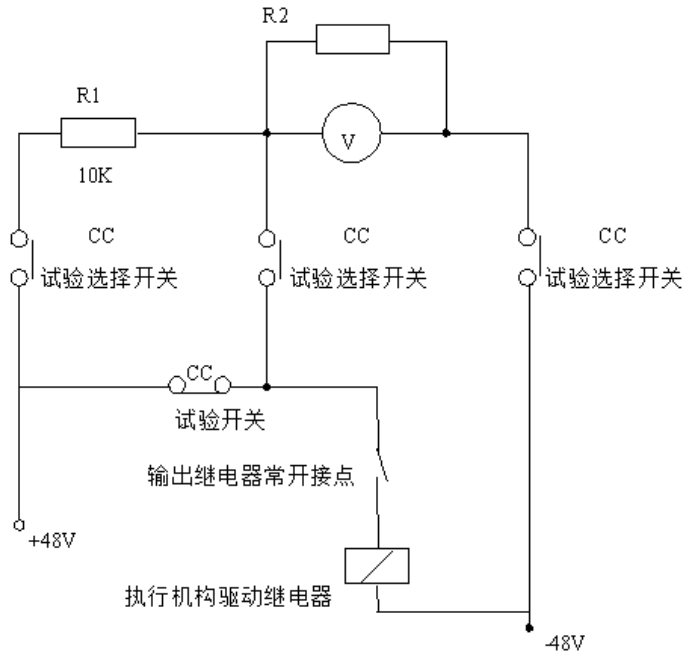 R2
R1
V
10K
CC CC CC
试验选择开关 试验选择开关 试验选择开关
CC
试验开关
输出继电器常开接点
+48V
执行机构驱动继电器
-48V